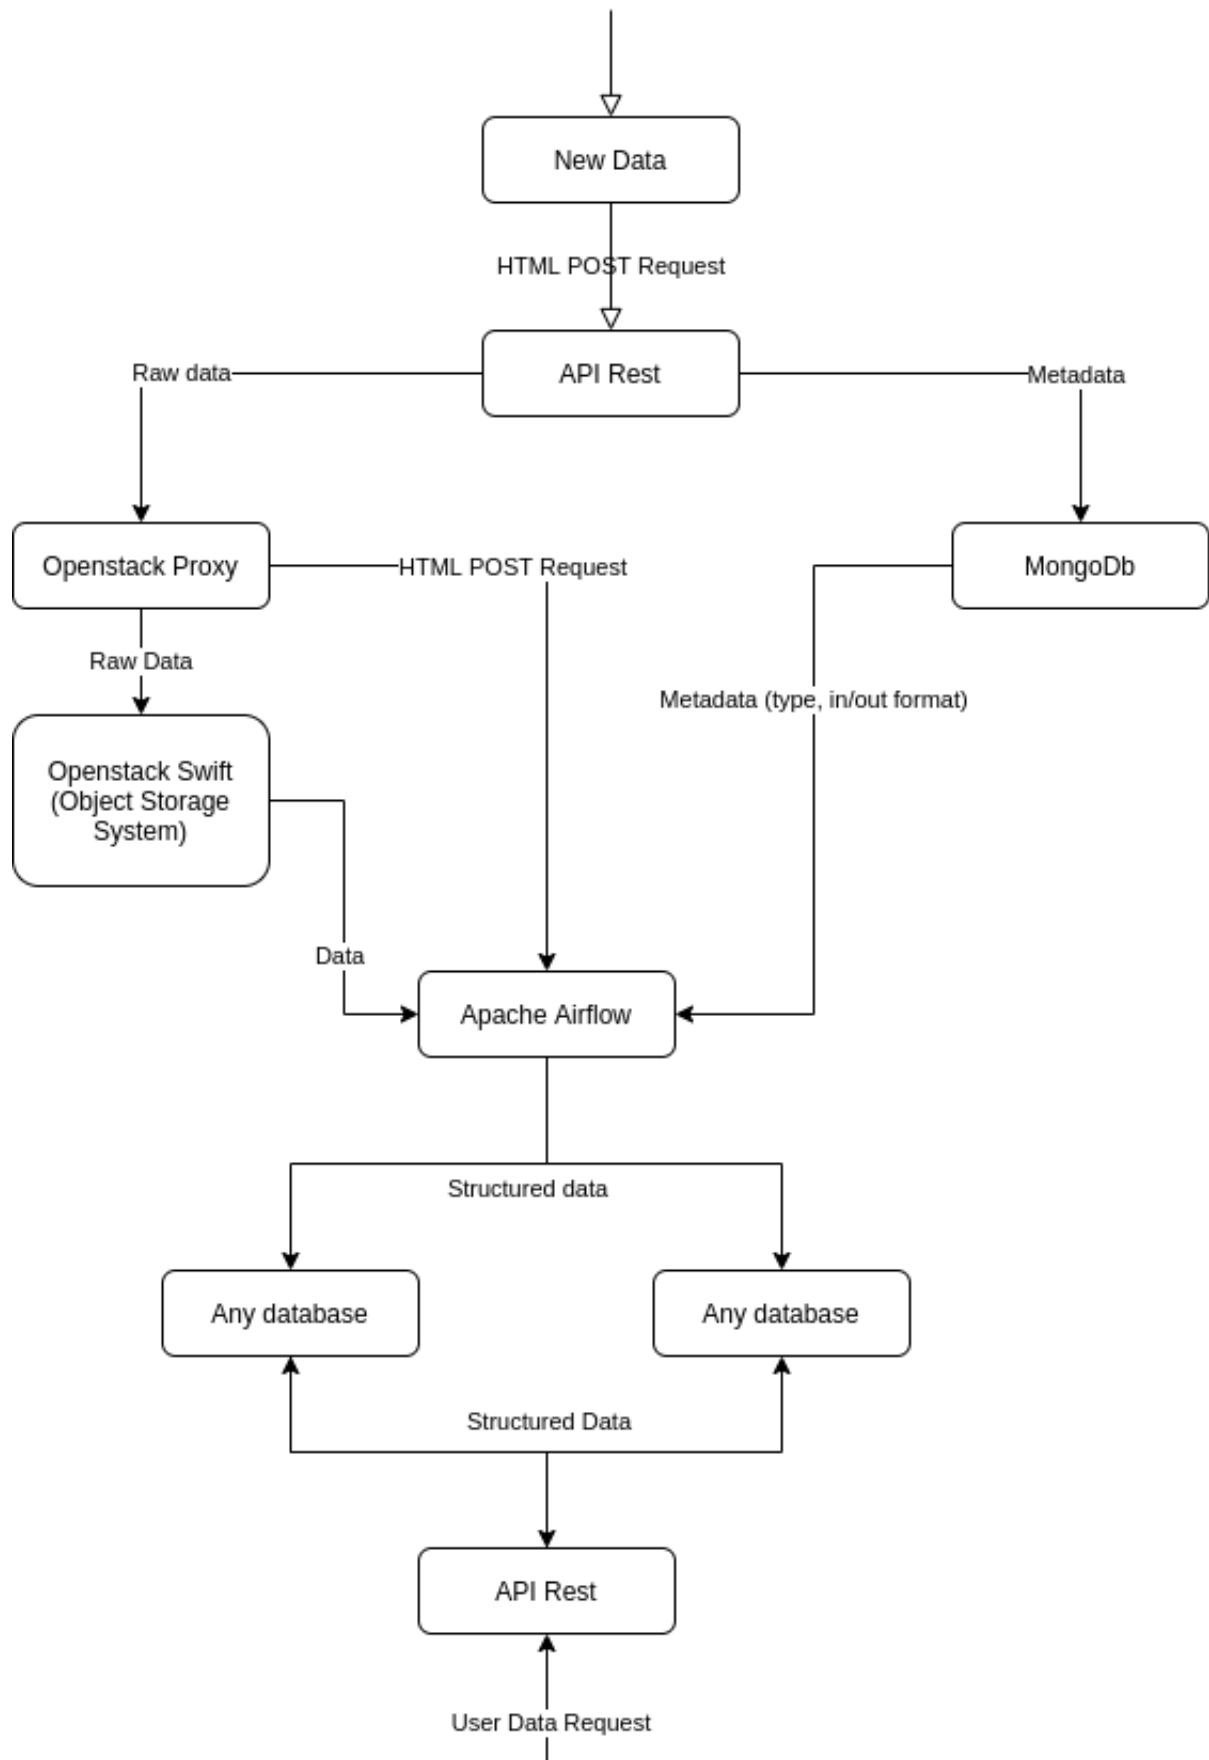 New Data
HTML POST Request
API Rest
Raw data
Metadata
Openstack Proxy
HTML POST Request
MongoDb
Raw Data
Metadata (type, in/out format)
Openstack Swift
(Object Storage
System)
Data
Apache Airflow
Structured data
Any database
Any database
Structured Data
API Rest
User Data Request